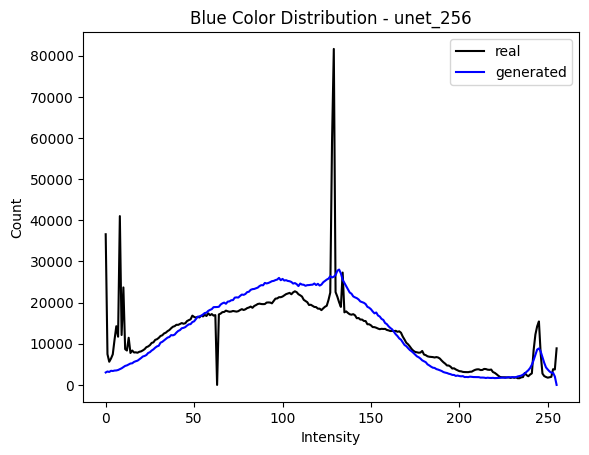 Blue Color Distribution - unet_256
real
generated
Count
80000
70000
60000
50000
40000
30000
20000
10000
0
0 50 100 150 200 250
Intensity